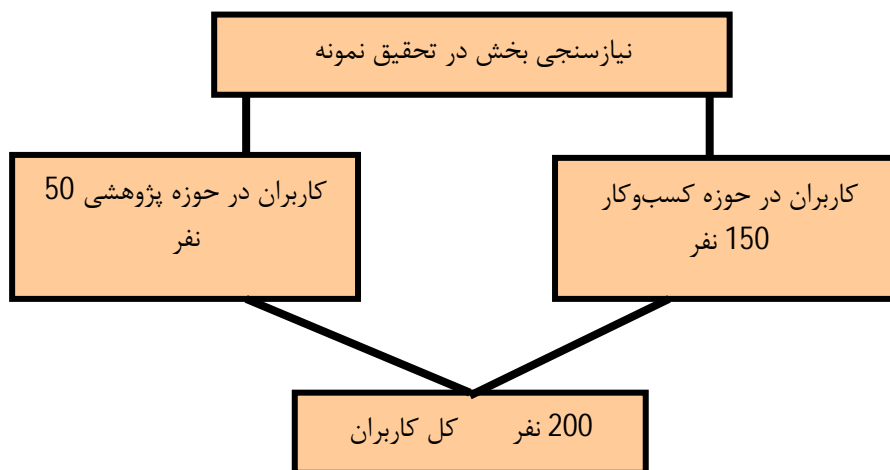 نیازسنجی بخش در تحقیق نمونه
کاربران در حوزه کسب‌وکار
150 نفر
کاربران در حوزه پژوهشی 50
نفر
200 نفر کل کاربران